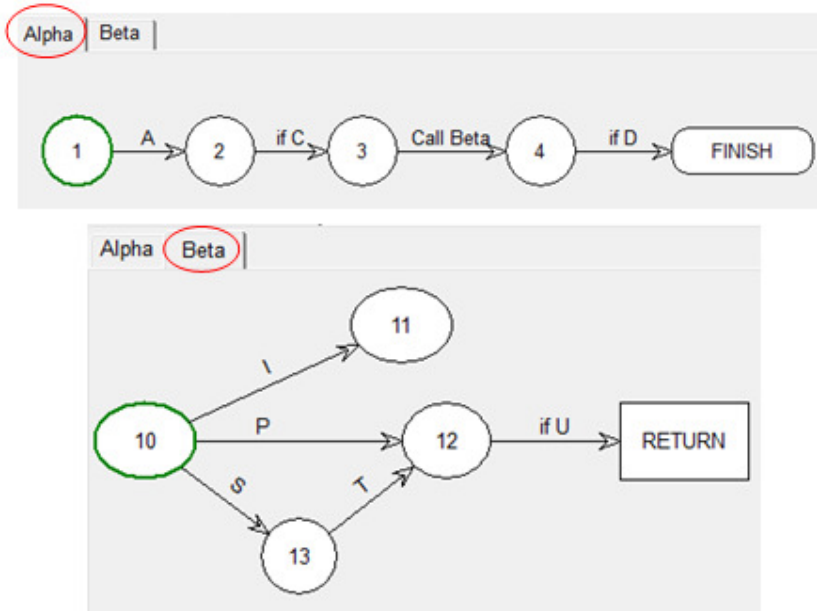 Alpha Beta
1 A 2 if C 3 Call Beta 4 if D FINISH
Alpha Beta
11
I
10 P 12 if U RETURN
S T
13